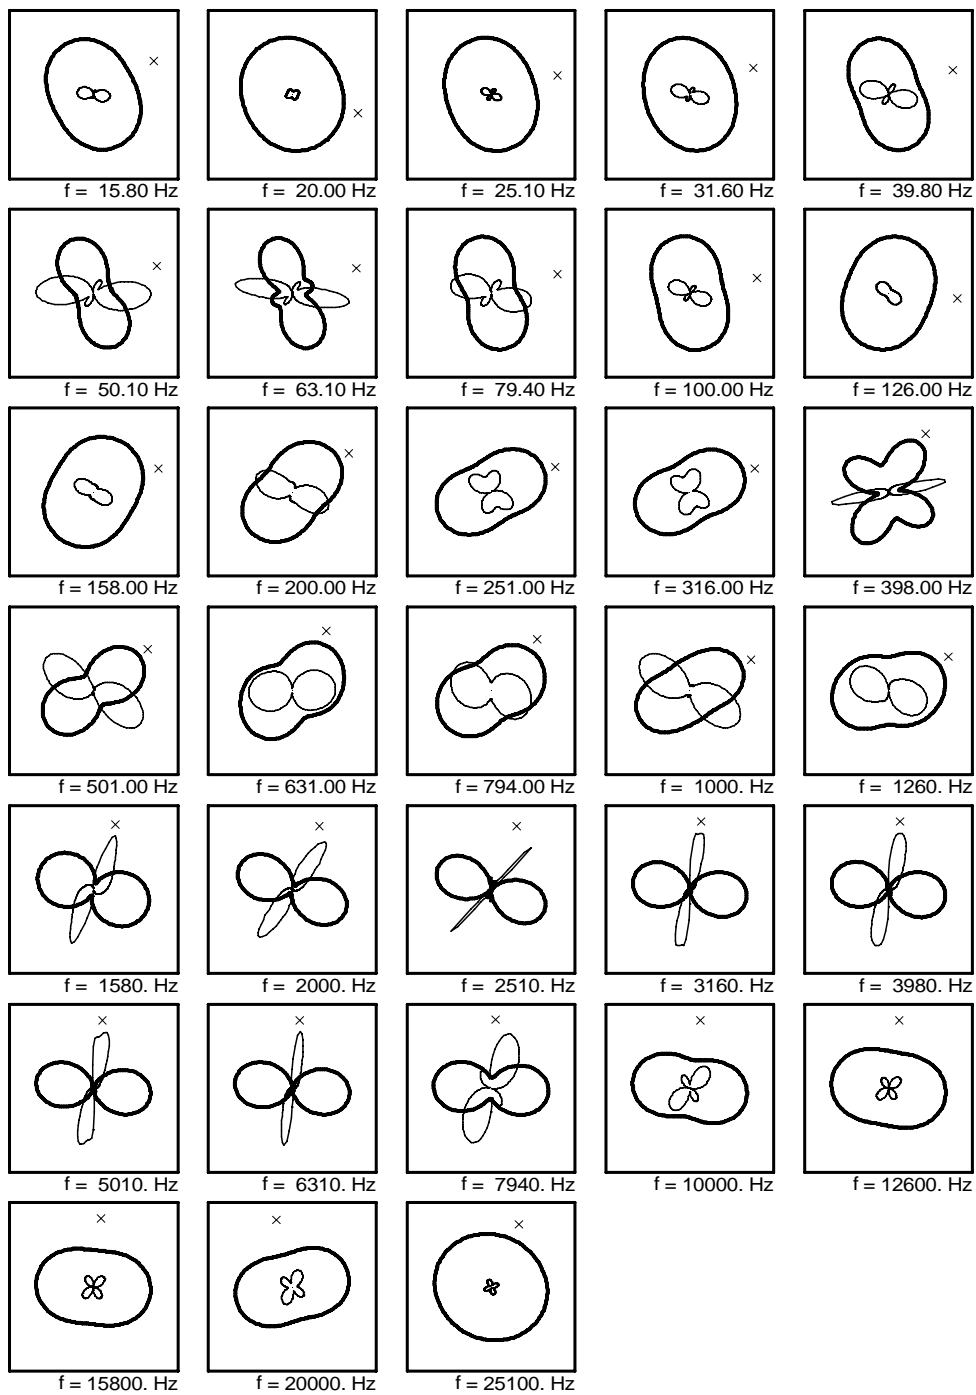 f = 15.80 Hz f = 20.00 Hz f = 25.10 Hz f = 31.60 Hz f = 39.80 Hz
f = 50.10 Hz f = 63.10 Hz f = 79.40 Hz f = 100.00 Hz f = 126.00 Hz
f = 158.00 Hz f = 200.00 Hz f = 251.00 Hz f = 316.00 Hz f = 398.00 Hz
f = 501.00 Hz f = 631.00 Hz f = 794.00 Hz f = 1000. Hz f = 1260. Hz
f = 1580. Hz f = 2000. Hz f = 2510. Hz f = 3160. Hz f = 3980. Hz
f = 5010. Hz f = 6310. Hz f = 7940. Hz f = 10000. Hz f = 12600. Hz
f = 15800. Hz f = 20000. Hz f = 25100. Hz